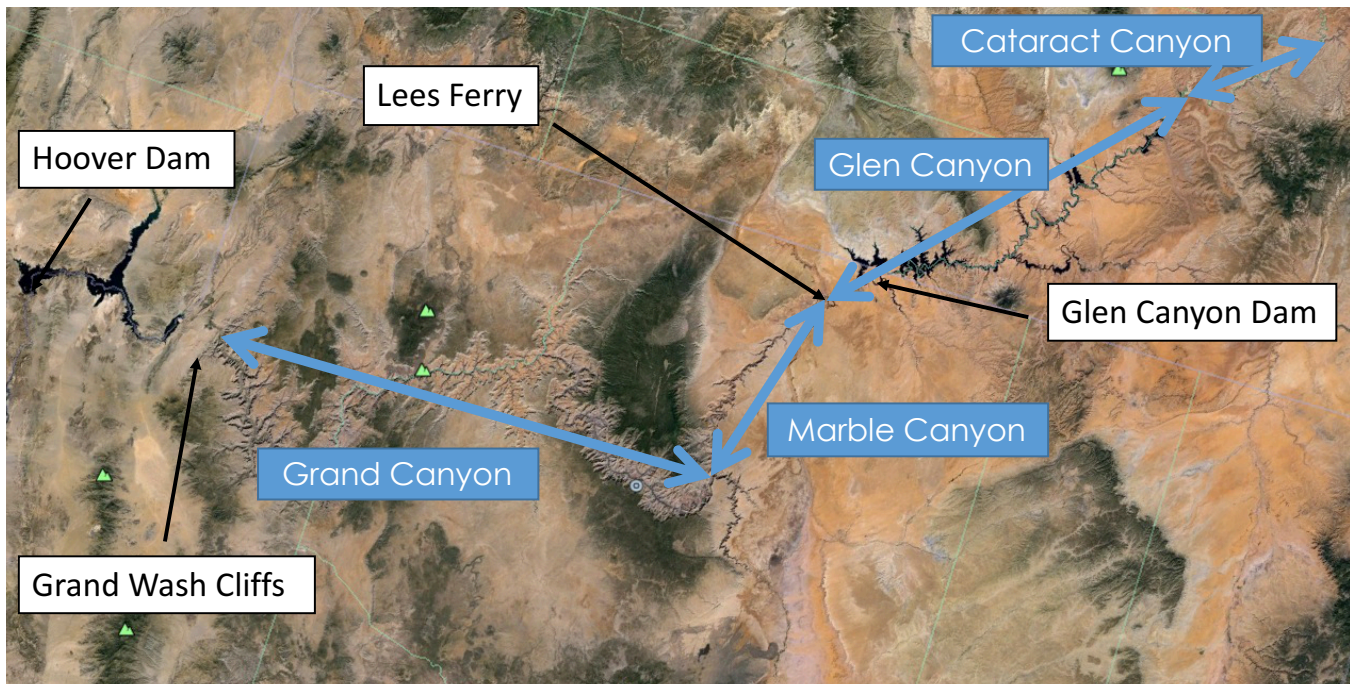 Cataract Canyon
Lees Ferry
Hoover Dam
Glen Canyon
Glen Canyon Dam
Marble Canyon
Grand Canyon
Grand Wash Cliffs